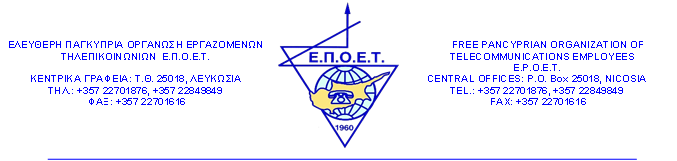 ΕΛΕΥΘΕΡΗ ΠΑΓΚΥΠΡΙΑ ΟΡΓΑΝΩΣΗ ΕΡΓΑΖΟΜΕΝΩΝ
ΤΗΛΕΠΙΚΟΙΝΩΝΙΩΝ Ε.Π.Ο.Ε.Τ.
ΚΕΝΤΡΙΚΑ ΓΡΑΦΕΙΑ: Τ.Θ. 25018, ΛΕΥΚΩΣΙΑ
ΤΗΛ.: +357 22701876, +357 22849849
ΦΑΞ: +357 22701616
Ε.Π.Ο.Ε.Τ.
1960
FREE PANCYPRIAN ORGANIZATION OF
TELECOMMUNICATIONS EMPLOYEES
E.P.O.E.T.
CENTRAL OFFICES: P.O. Box 25018, NICOSIA
TEL.: +357 22701876, +357 22849849
FAX: +357 22701616